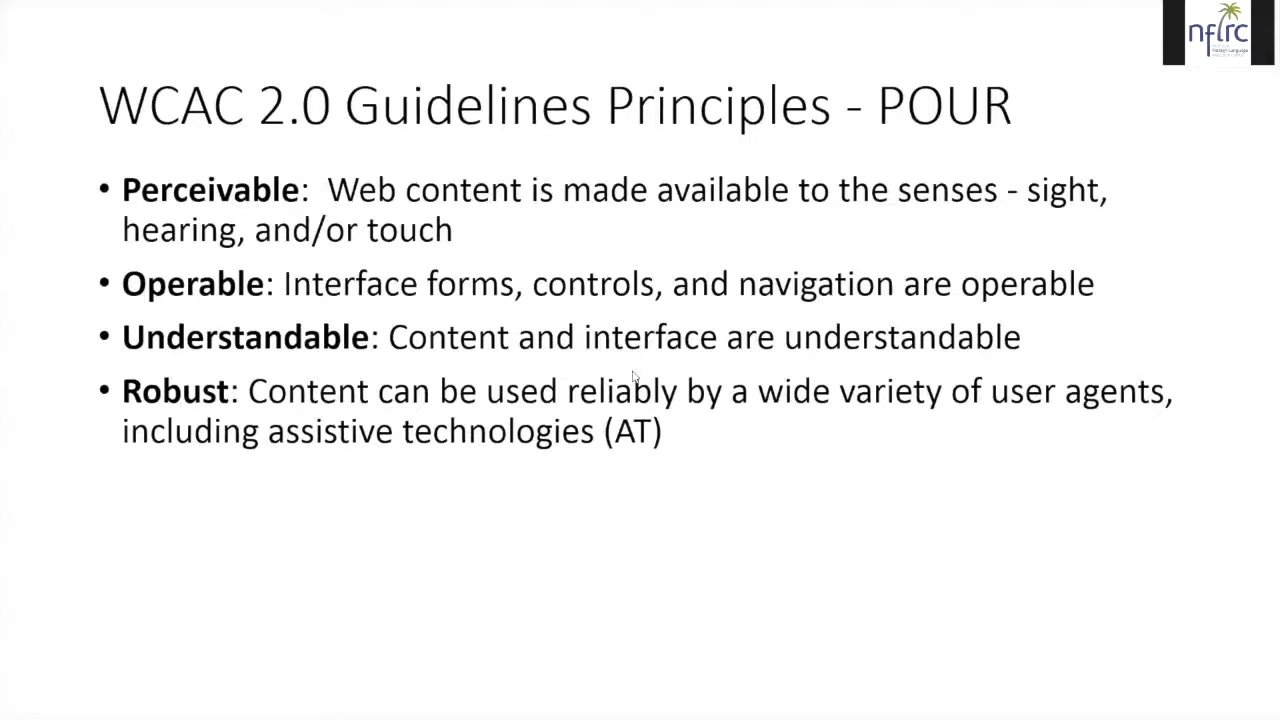 nflrc
Foreign Language
WCAC 2.0 Guidelines Principles - POUR
• Perceivable: Web content is made available to the senses - sight,
hearing, and/or touch
• Operable: Interface forms, controls, and navigation are operable
• Understandable: Content and interface are understandable
• Robust: Content can be used reliably by a wide variety of user agents,
including assistive technologies (AT)